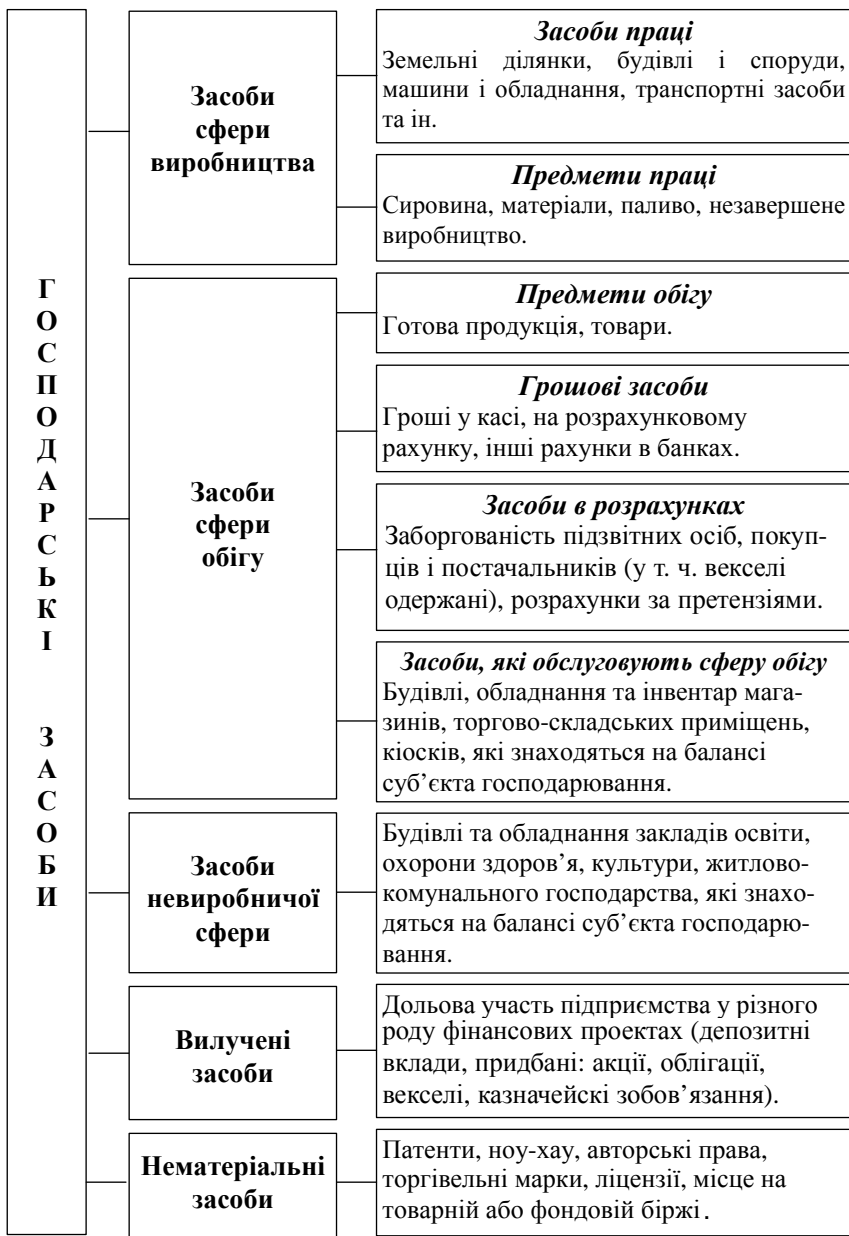 ГОСПОДАРСЬКІ ЗАСОБИ
Засоби
сфери
виробництва
Засоби праці
Земельні ділянки, будівлі і споруди,
машини і обладнання, транспортні засоби
та ін.
Предмети праці
Сировина, матеріали, паливо, незавершене
виробництво.
Засоби
сфери
обігу
Предмети обігу
Готова продукція, товари.
Грошові засоби
Гроші у касі, на розрахунковому
рахунку, інші рахунки в банках.
Засоби в розрахунках
Заборгованість підзвітних осіб, покуп-
ців і постачальників (у т. ч. векселі
одержані), розрахунки за претензіями.
Засоби, які обслуговують сферу обігу
Будівлі, обладнання та інвентар мага-
зинів, торгово-складських приміщень,
кіосків, які знаходяться на балансі
суб’єкта господарювання.
Засоби
невиробничої
сфери
Будівлі та обладнання закладів освіти,
охорони здоров’я, культури, житлово-
комунального господарства, які знахо-
дяться на балансі суб’єкта господарю-
вання.
Вилучені
засоби
Дольова участь підприємства у різного
роду фінансових проектах (депозитні
вклади, придбані: акції, облігації,
векселі, казначейскі зобов’язання).
Нематеріальні
засоби
Патенти, ноу-хау, авторські права,
торгівельні марки, ліцензії, місце на
товарній або фондовій біржі.